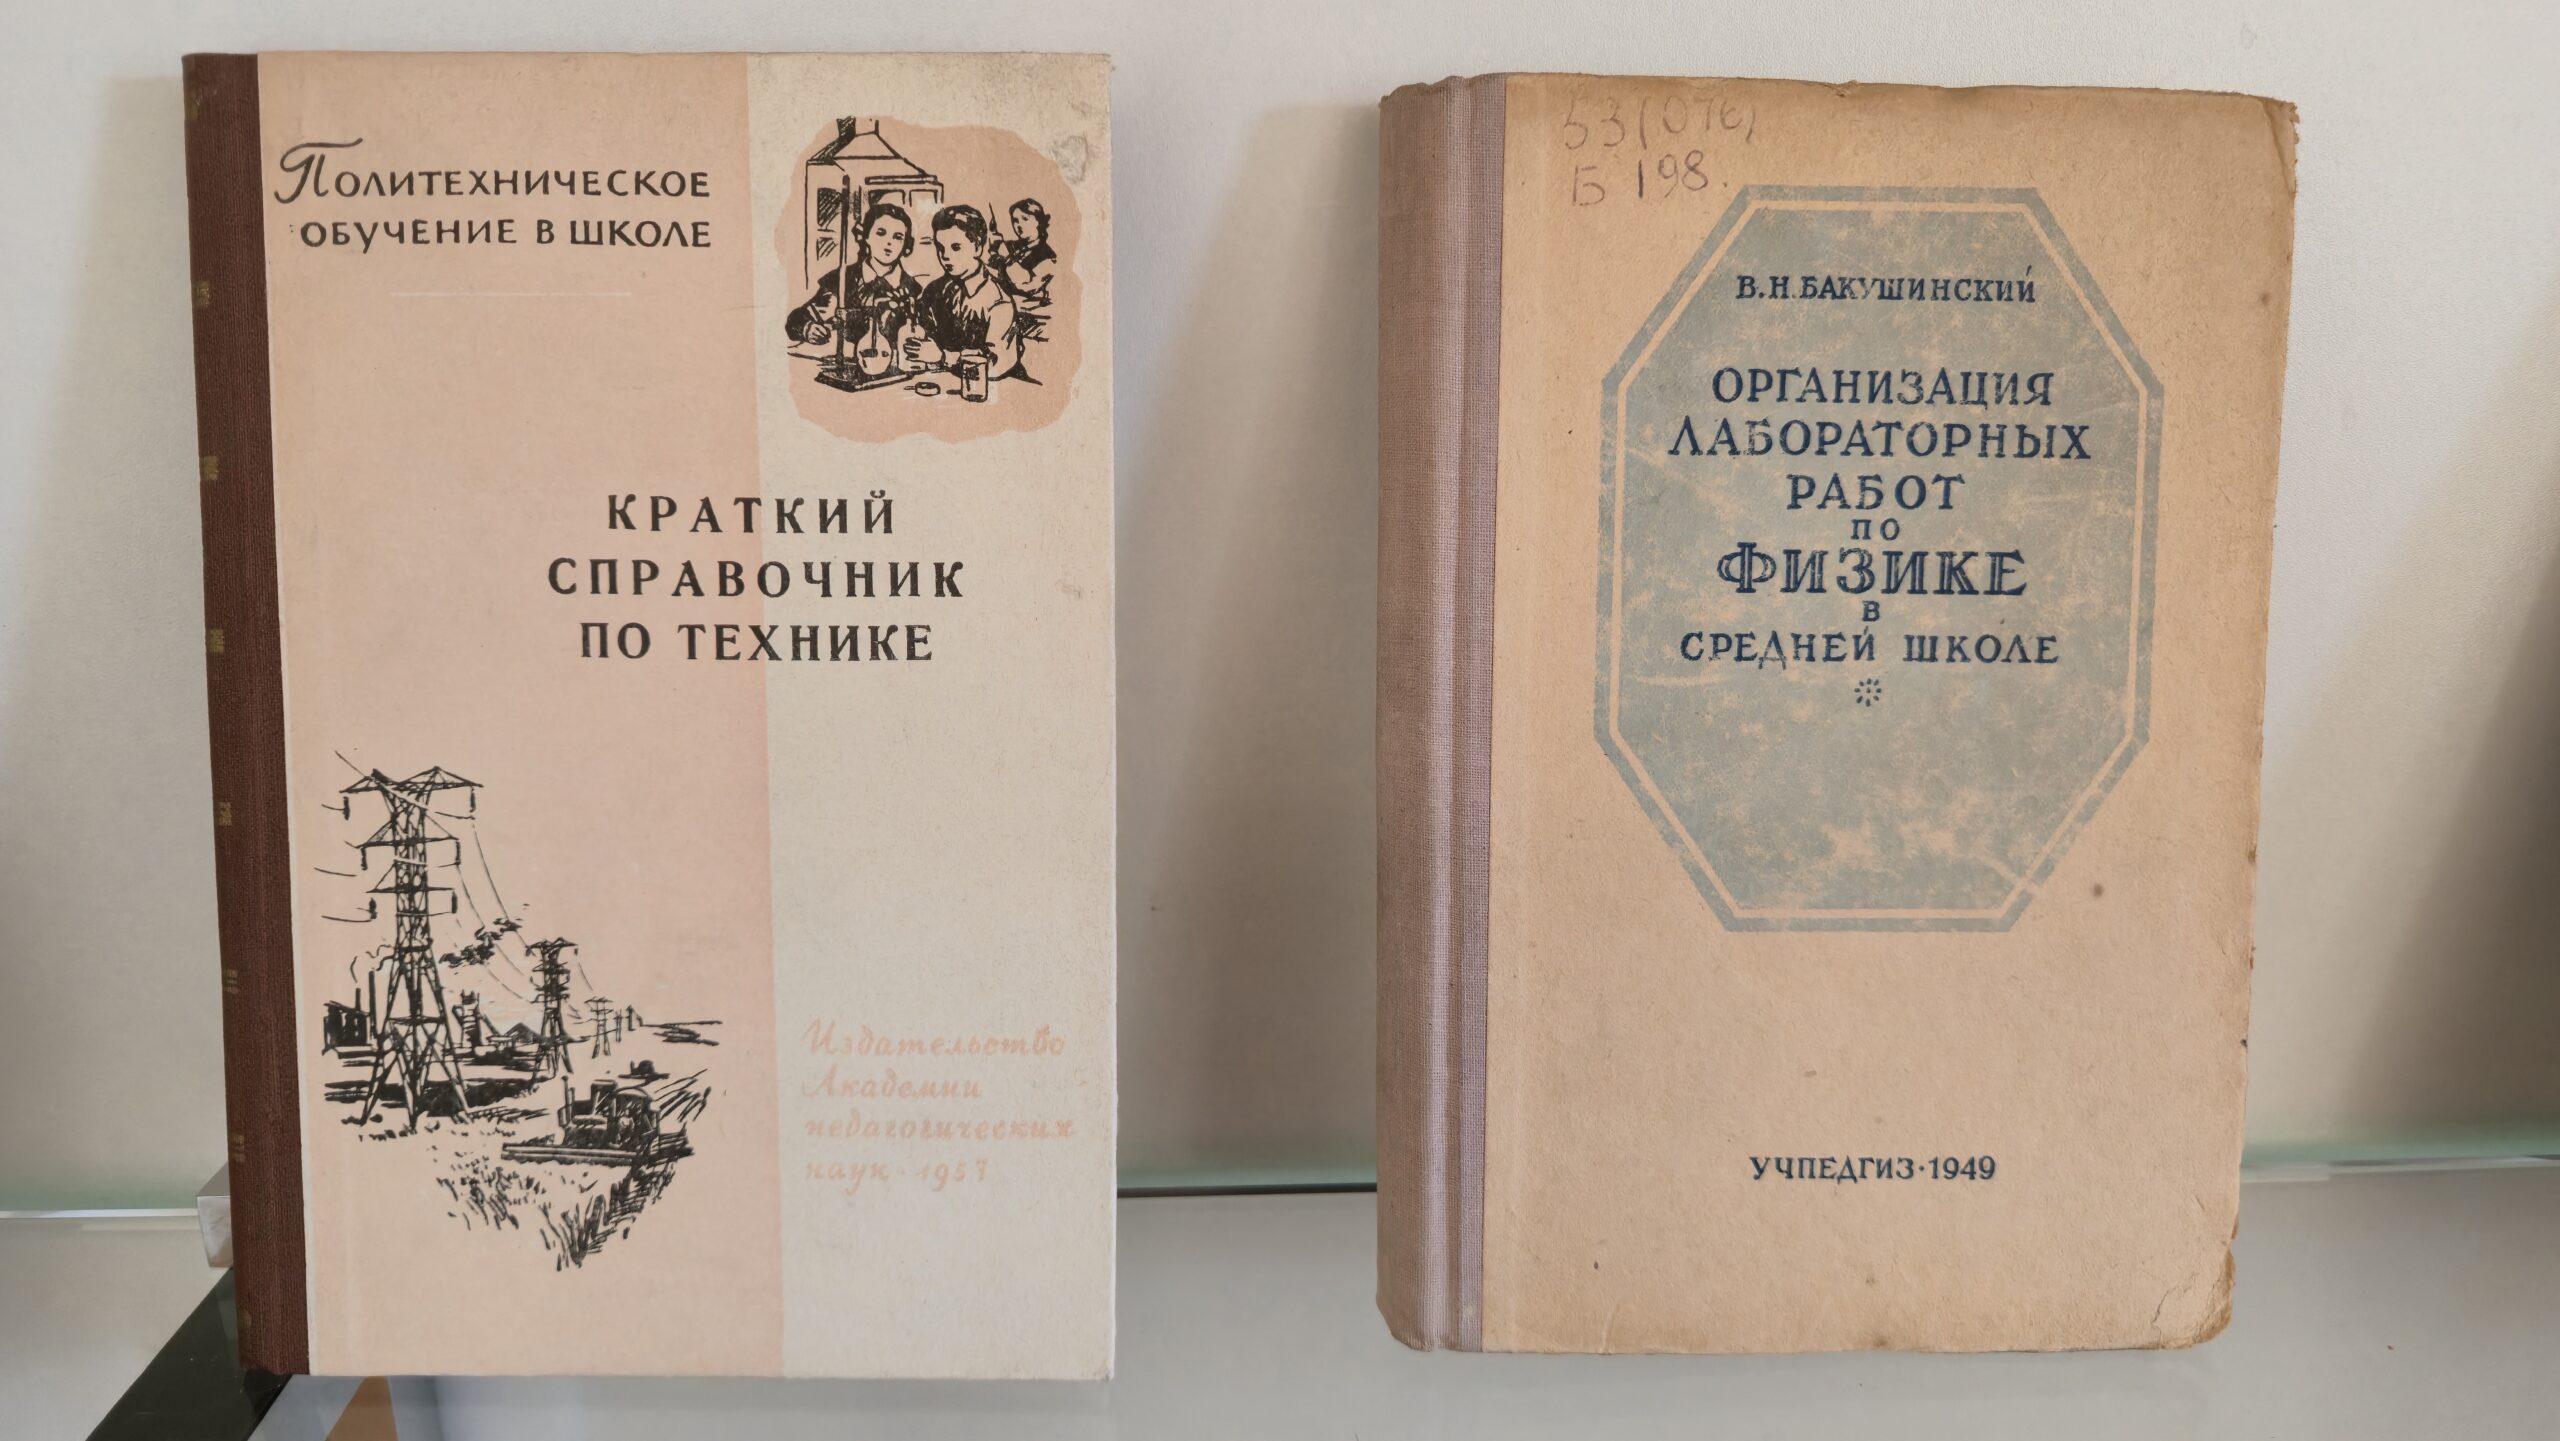 Политехническое
обучение в школе
КРАТКИЙ
СПРАВОЧНИК
ПО ТЕХНИКЕ
Издательство
Академии
педагогических
наук · 1957
53(076)
Б 198.
В. Н. БАКУШИНСКИЙ
ОРГАНИЗАЦИЯ
ЛАБОРАТОРНЫХ
РАБОТ
ПО
ФИЗИКЕ
В
СРЕДНЕЙ ШКОЛЕ
УЧПЕДГИЗ · 1949